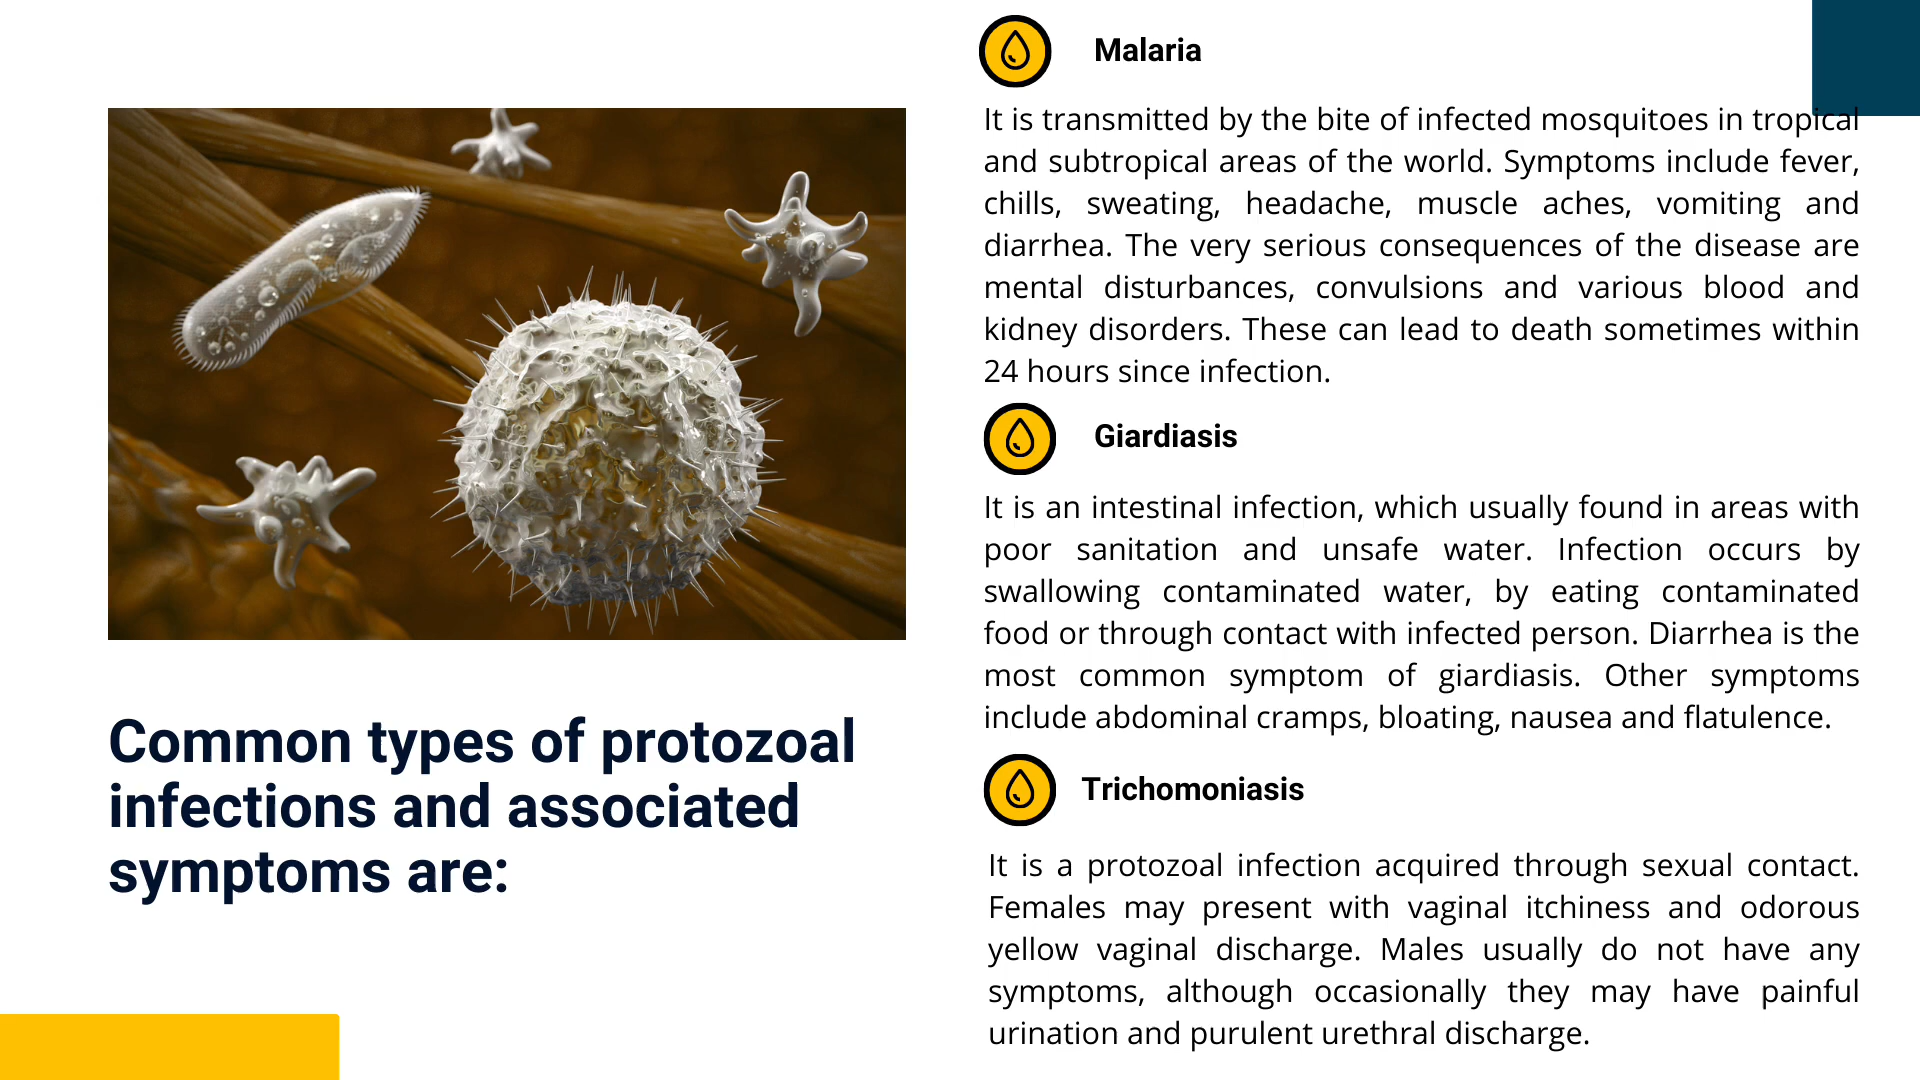 Malaria
It is transmitted by the bite of infected mosquitoes in tropical
and subtropical areas of the world. Symptoms include fever,
chills, sweating, headache, muscle aches, vomiting and
diarrhea. The very serious consequences of the disease are
mental disturbances, convulsions and various blood and
kidney disorders. These can lead to death sometimes within
24 hours since infection.
Giardiasis
It is an intestinal infection, which usually found in areas with
poor sanitation and unsafe water. Infection occurs by
swallowing contaminated water, by eating contaminated
food or through contact with infected person. Diarrhea is the
most common symptom of giardiasis. Other symptoms
include abdominal cramps, bloating, nausea and flatulence.
Common types of protozoal
infections and associated
symptoms are:
Trichomoniasis
It is a protozoal infection acquired through sexual contact.
Females may present with vaginal itchiness and odorous
yellow vaginal discharge. Males usually do not have any
symptoms, although occasionally they may have painful
urination and purulent urethral discharge.